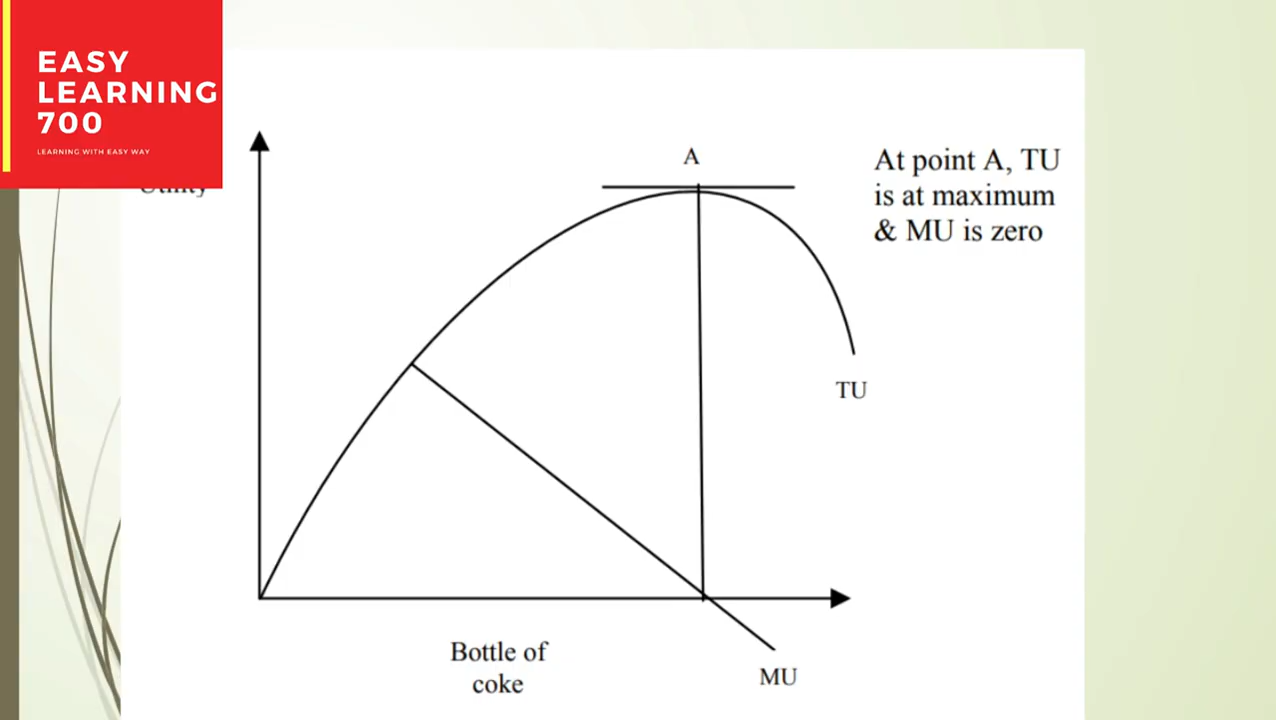 EASY
LEARNING
700
LEARNING WITH EASY WAY
Utility
A
At point A, TU
is at maximum
& MU is zero
TU
Bottle of
coke
MU